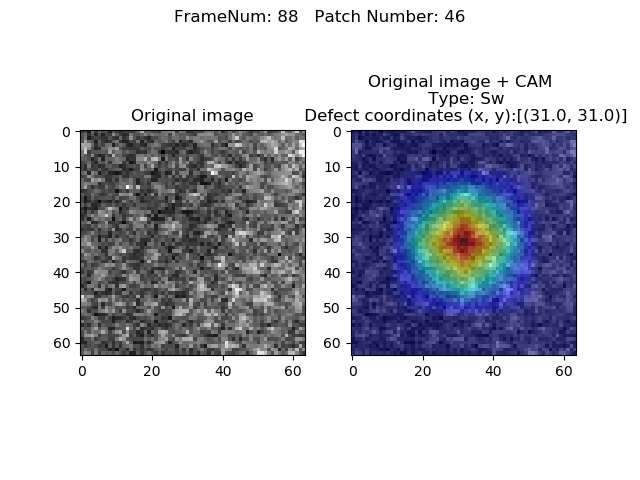 FrameNum: 88   Patch Number: 46
Original image
Original image + CAM
Type: Sw
Defect coordinates (x, y):[(31.0, 31.0)]
0
10
20
30
40
50
60
0 20 40 60
0
10
20
30
40
50
60
0 20 40 60